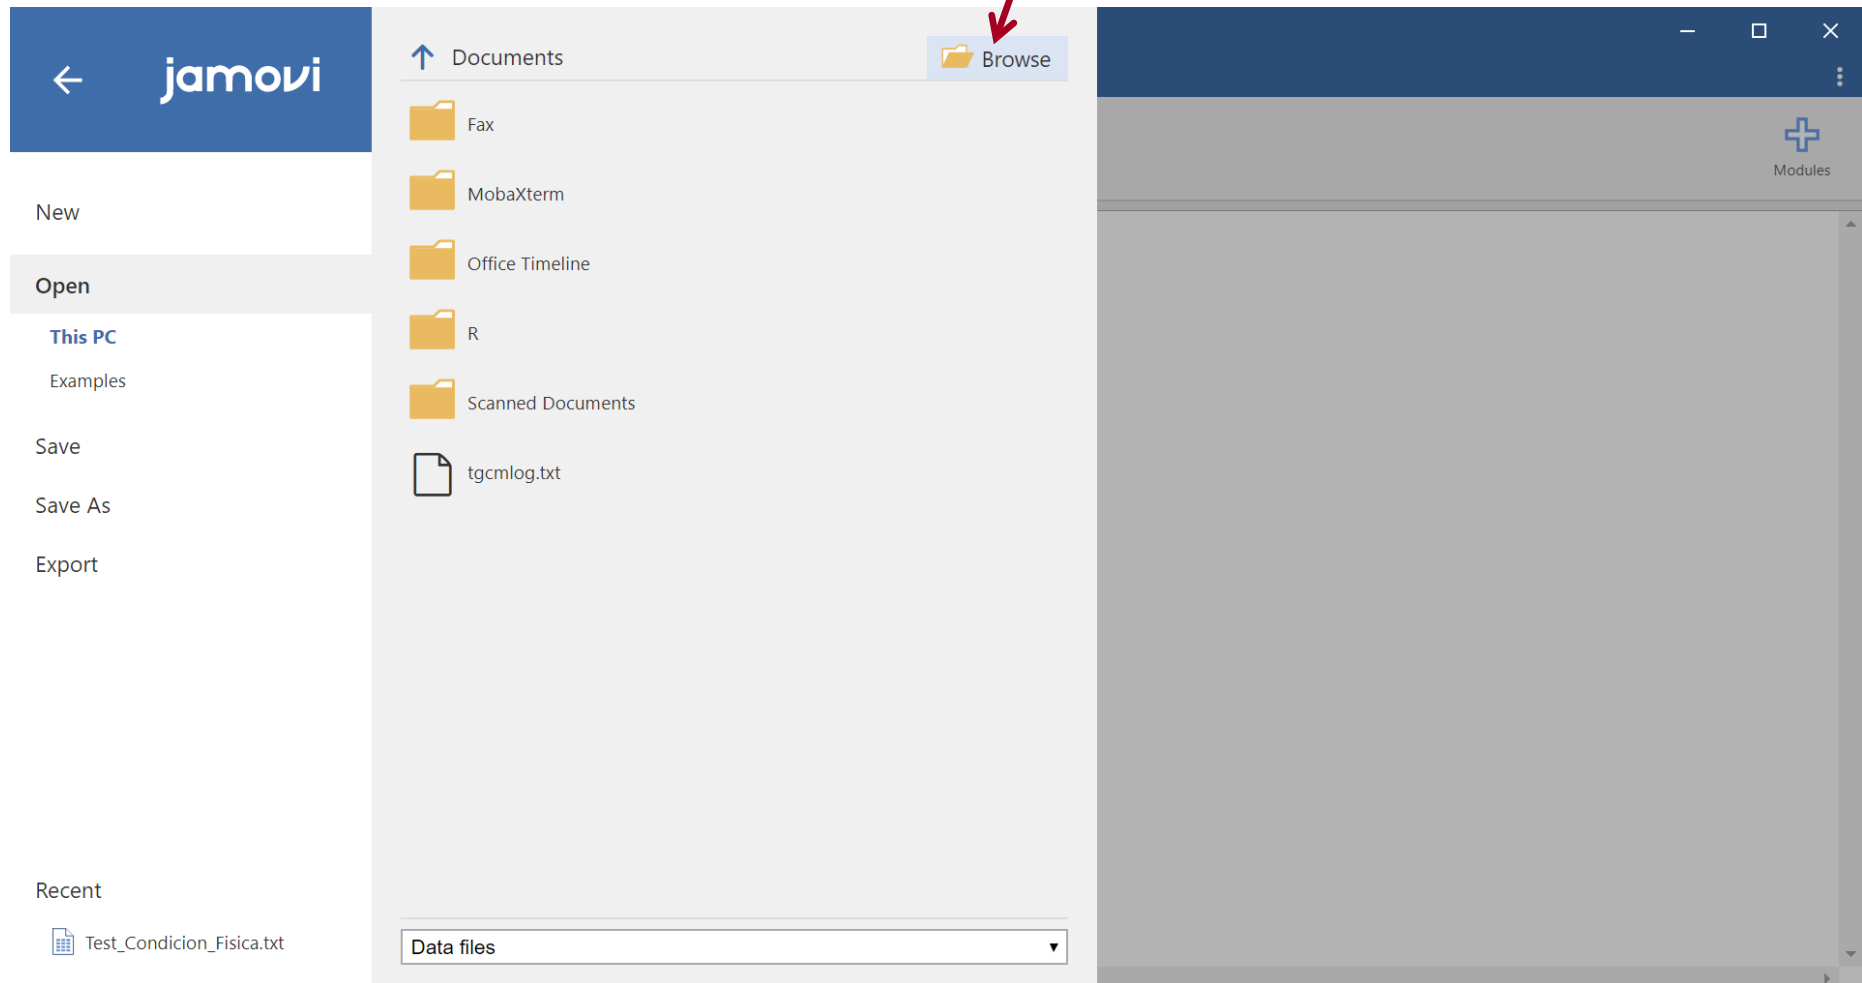 jamovi
New
Open
This PC
Examples
Save
Save As
Export
Recent
Test_Condicion_Fisica.txt
Documents
Browse
Fax
MobaXterm
Office Timeline
R
Scanned Documents
tgcmlog.txt
Data files
Modules